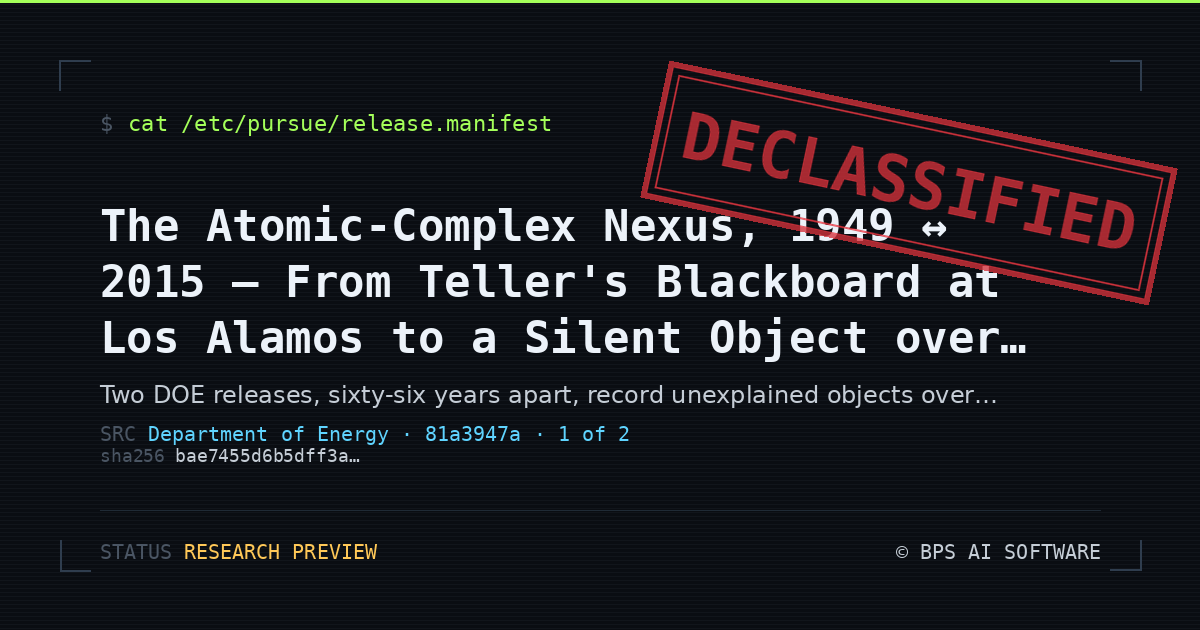 $ cat /etc/pursue/release.manifest
DECLASSIFIED
The Atomic-Complex Nexus, 1949 ↔
2015 — From Teller's Blackboard at
Los Alamos to a Silent Object over…
Two DOE releases, sixty-six years apart, record unexplained objects over…
SRC Department of Energy · 81a3947a · 1 of 2
sha256 bae7455d6b5dff3a…
STATUS RESEARCH PREVIEW
© BPS AI SOFTWARE